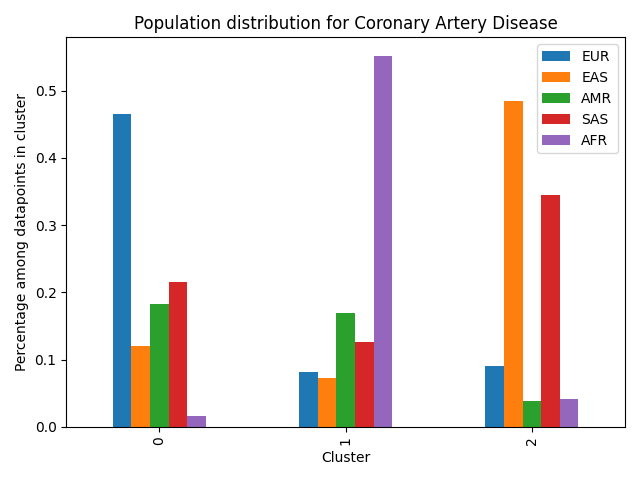 Population distribution for Coronary Artery Disease
EUR
EAS
AMR
SAS
AFR
Percentage among datapoints in cluster
0.5
0.4
0.3
0.2
0.1
0.0
0
1
2
Cluster